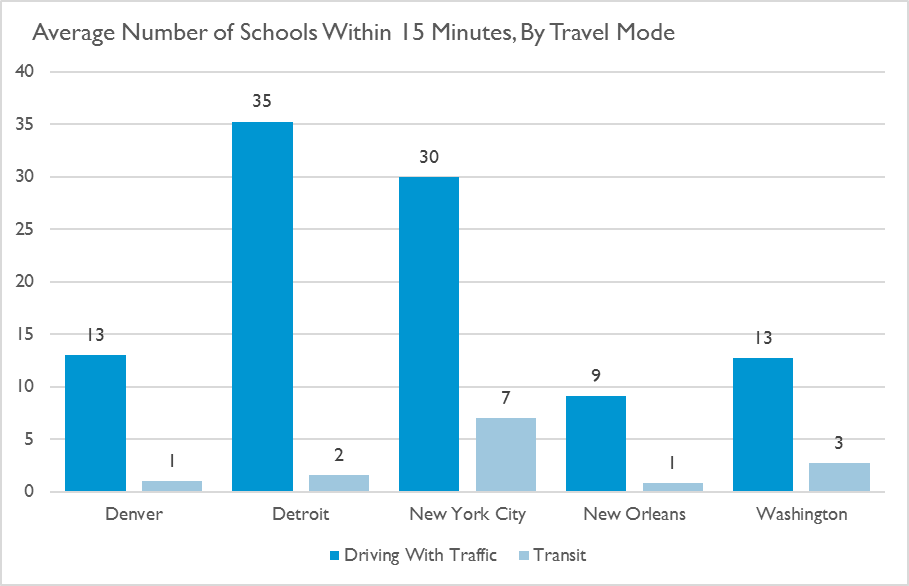 Average Number of Schools Within 15 Minutes, By Travel Mode
40
35
30
25
20
15
10
5
0
13
1
35
2
30
7
9
1
13
3
Denver
Detroit
New York City
New Orleans
Washington
Driving With Traffic
Transit